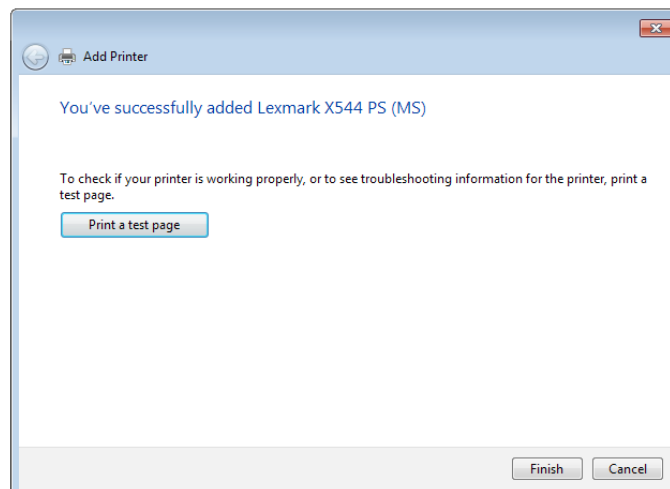 Add Printer
You've successfully added Lexmark X544 PS (MS)
To check if your printer is working properly, or to see troubleshooting information for the printer, print a
test page.
Print a test page
Finish Cancel